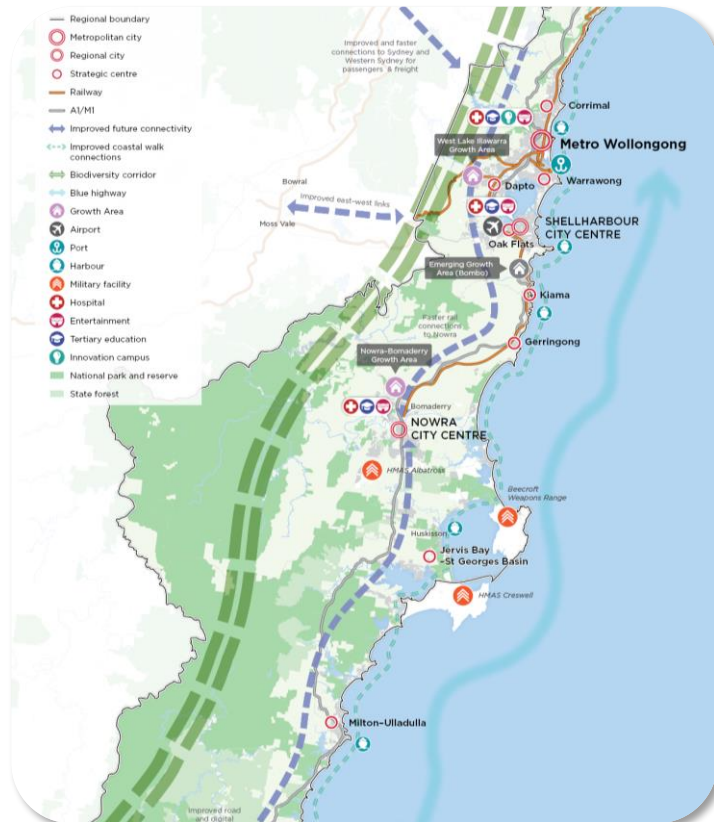 Regional boundary
Metropolitan city
Regional city
Strategic centre
Railway
A1/M1
Improved future connectivity
Improved coastal walk
connections
Biodiversity corridor
Blue highway
Growth Area
Airport
Port
Harbour
Military facility
Hospital
Entertainment
Tertiary education
Innovation campus
National park and reserve
State forest
Improved and faster
connections to Sydney and
Western Sydney for
passengers & freight
Corrimal
Metro Wollongong
West Lake Illawarra
Growth Area
Dapto
Warrawong
Bowral
Improved east-west links
Moss Vale
SHELLHARBOUR
CITY CENTRE
Oak Flats
Emerging Growth
Area (Bombo)
Kiama
Faster rail
connections
to Nowra
Gerringong
Nowra-Bomaderry
Growth Area
Bomaderry
NOWRA
CITY CENTRE
HMAS Albatross
Beecroft
Weapons Range
Huskisson
Jervis Bay
-St Georges Basin
HMAS Creswell
Milton-Ulladulla
Improved road
and digital